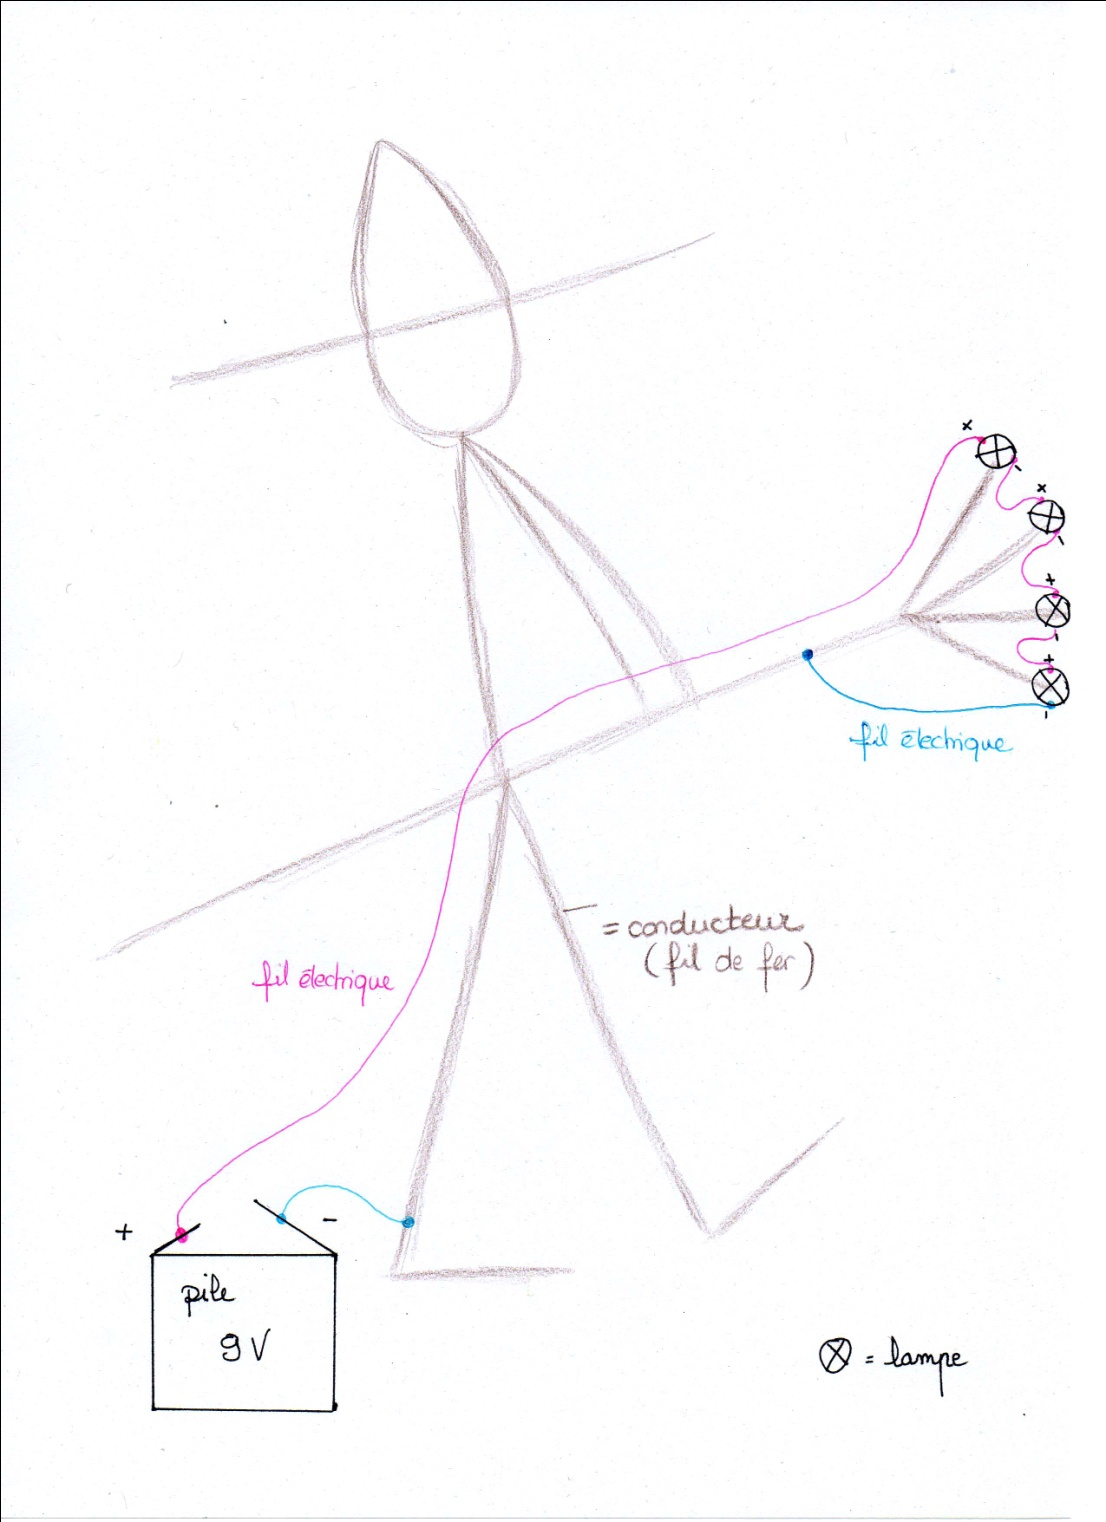 +
-
+
-
+
-
+
-
fil électrique
= conducteur
(fil de fer)
fil électrique
+
-
pile
9V
= lampe